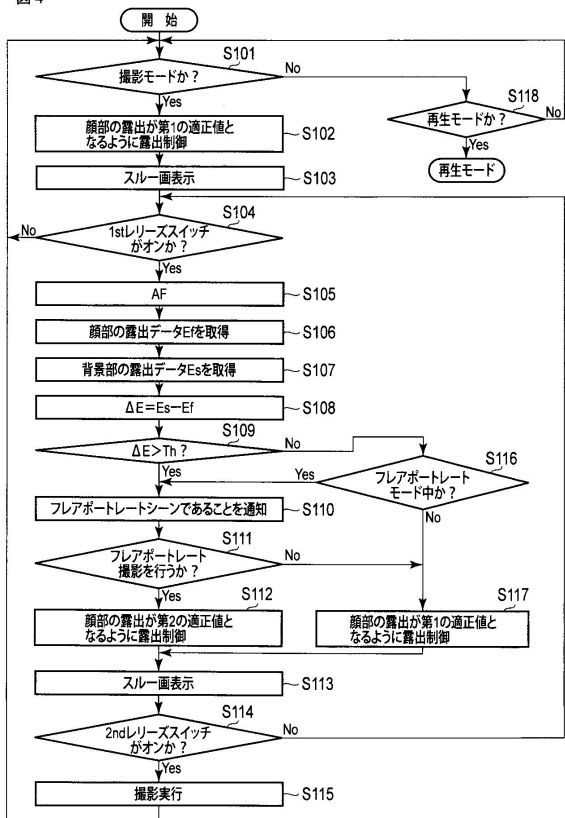 図4
開 始
S101
撮影モードか？
No
Yes
S118
再生モードか？
No
Yes
再生モード
顔部の露出が第1の適正値と
なるように露出制御
S102
スルー画表示
S103
S104
1stレリーズスイッチ
がオンか？
No
Yes
AF
S105
顔部の露出データEfを取得
S106
背景部の露出データEsを取得
S107
ΔE＝Es−Ef
S108
S109
ΔE>Th？
No
Yes
S116
フレアポートレート
モード中か？
Yes
No
フレアポートレートシーンであることを通知
S110
S111
フレアポートレート
撮影を行うか？
No
Yes
S112
顔部の露出が第2の適正値と
なるように露出制御
S117
顔部の露出が第1の適正値と
なるように露出制御
スルー画表示
S113
S114
2ndレリーズスイッチ
がオンか？
No
Yes
撮影実行
S115